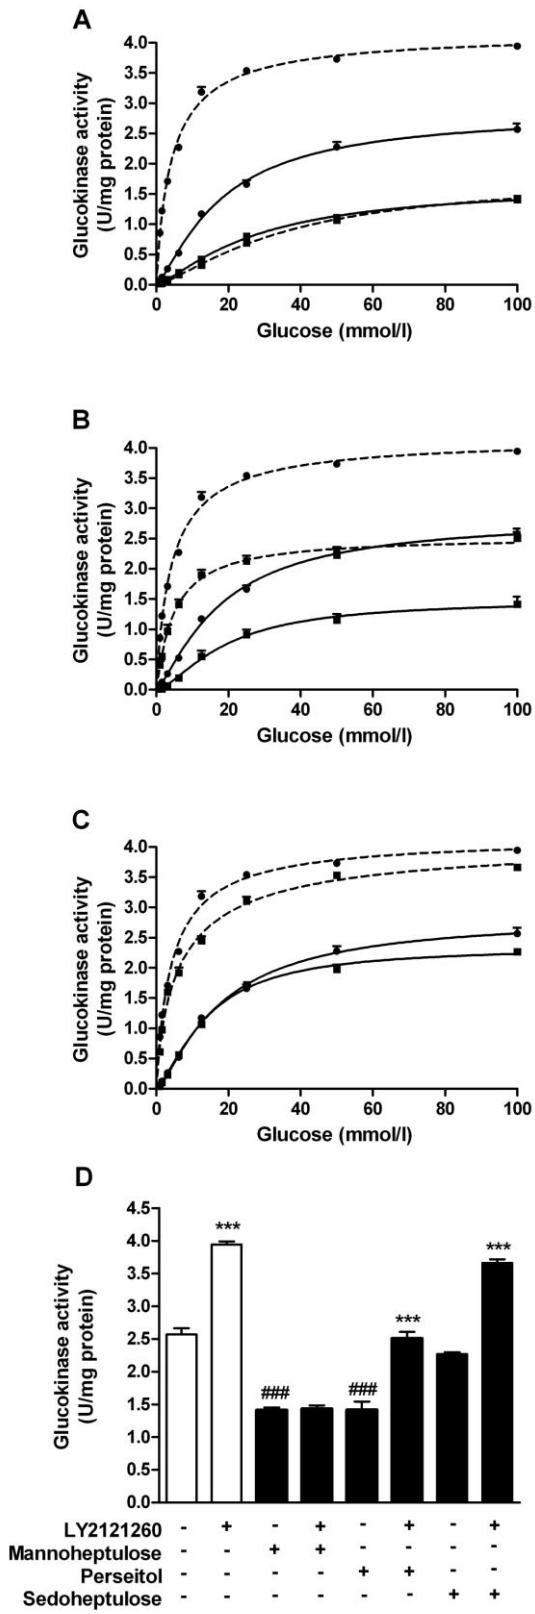 A
Glucokinase activity
(U/mg protein)
4.0
3.5
3.0
2.5
2.0
1.5
1.0
0.5
0.0
0 20 40 60 80 100
Glucose (mmol/l)
B
Glucokinase activity
(U/mg protein)
4.0
3.5
3.0
2.5
2.0
1.5
1.0
0.5
0.0
0 20 40 60 80 100
Glucose (mmol/l)
C
Glucokinase activity
(U/mg protein)
4.0
3.5
3.0
2.5
2.0
1.5
1.0
0.5
0.0
0 20 40 60 80 100
Glucose (mmol/l)
D
Glucokinase activity
(U/mg protein)
4.5
4.0
3.5
3.0
2.5
2.0
1.5
1.0
0.5
0.0
*** ### ### *** ***
LY2121260 - + - + - + - +
Mannoheptulose - - + + - - - -
Perseitol - - - - + + - -
Sedoheptulose - - - - - - + +